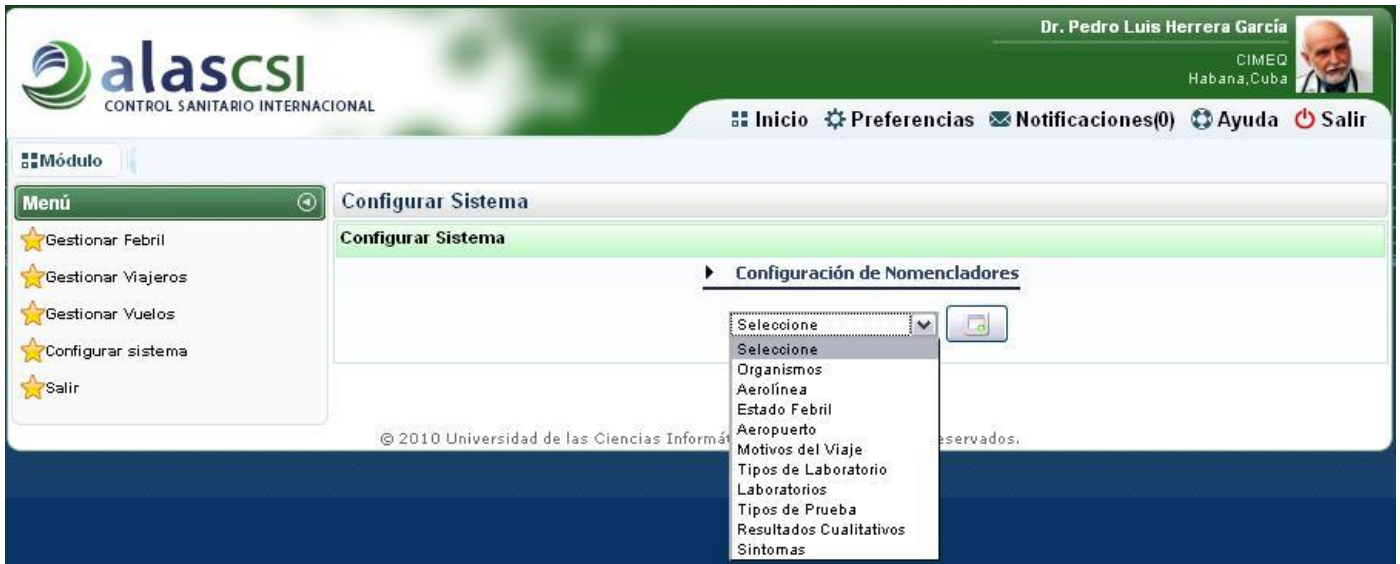 alascsi
CONTROL SANITARIO INTERNACIONAL
Dr. Pedro Luis Herrera García
CIMEQ
Habana,Cuba
Inicio Preferencias Notificaciones(0) Ayuda Salir
Módulo
Menú
Gestionar Febril
Gestionar Viajeros
Gestionar Vuelos
Configurar sistema
Salir
Configurar Sistema
Configurar Sistema
Configuración de Nomencladores
Seleccione
Seleccione
Organismos
Aerolínea
Estado Febril
Aeropuerto
Motivos del Viaje
Tipos de Laboratorio
Laboratorios
Tipos de Prueba
Resultados Cualitativos
Sintomas
© 2010 Universidad de las Ciencias Informát eservados.